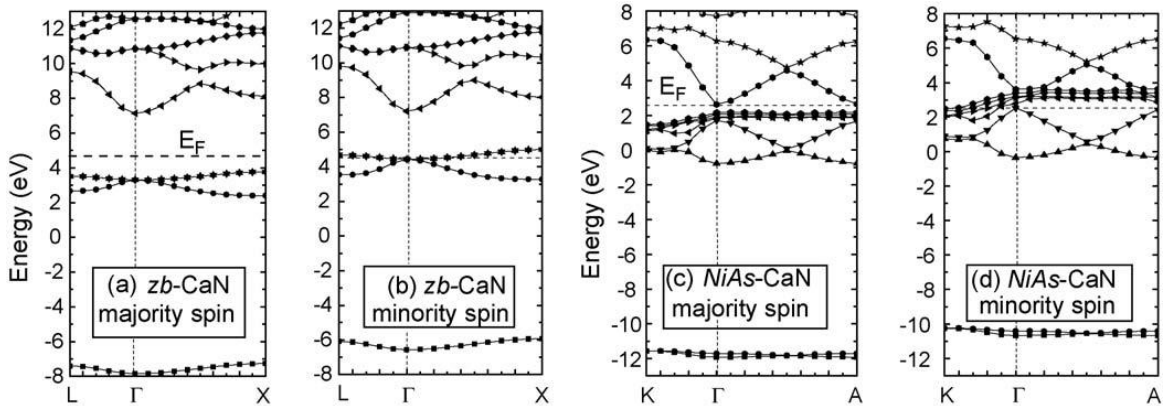 Energy (eV)
12
10
8
6
4
2
0
-2
-4
-6
-8
E_F
(a) zb-CaN
majority spin
L Γ X
12
10
8
6
4
2
0
-2
-4
-6
-8
(b) zb-CaN
minority spin
L Γ X
Energy (eV)
8
6
4
2
0
-2
-4
-6
-8
-10
-12
E_F
(c) NiAs-CaN
majority spin
K Γ A
8
6
4
2
0
-2
-4
-6
-8
-10
-12
(d) NiAs-CaN
minority spin
K Γ A